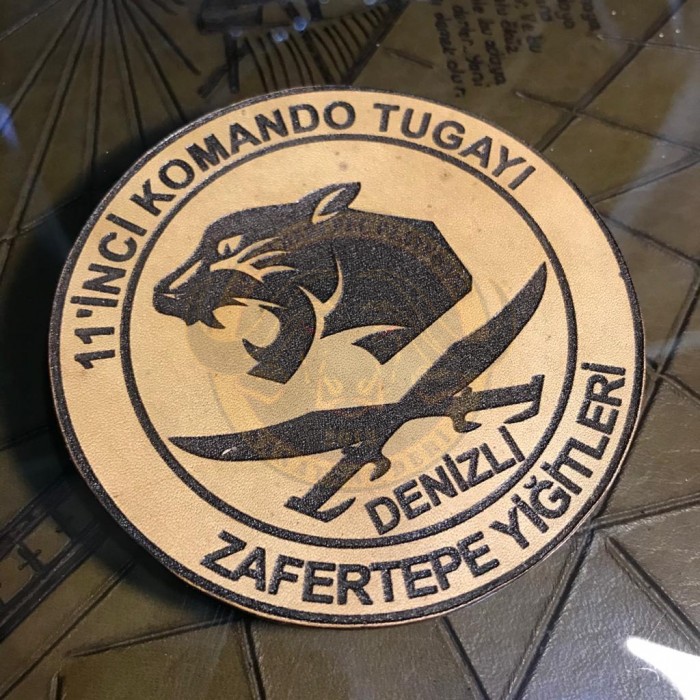 11'İNCİ KOMANDO TUGAYI
DENİZLİ
ZAFERTEPE YİĞİTLERİ